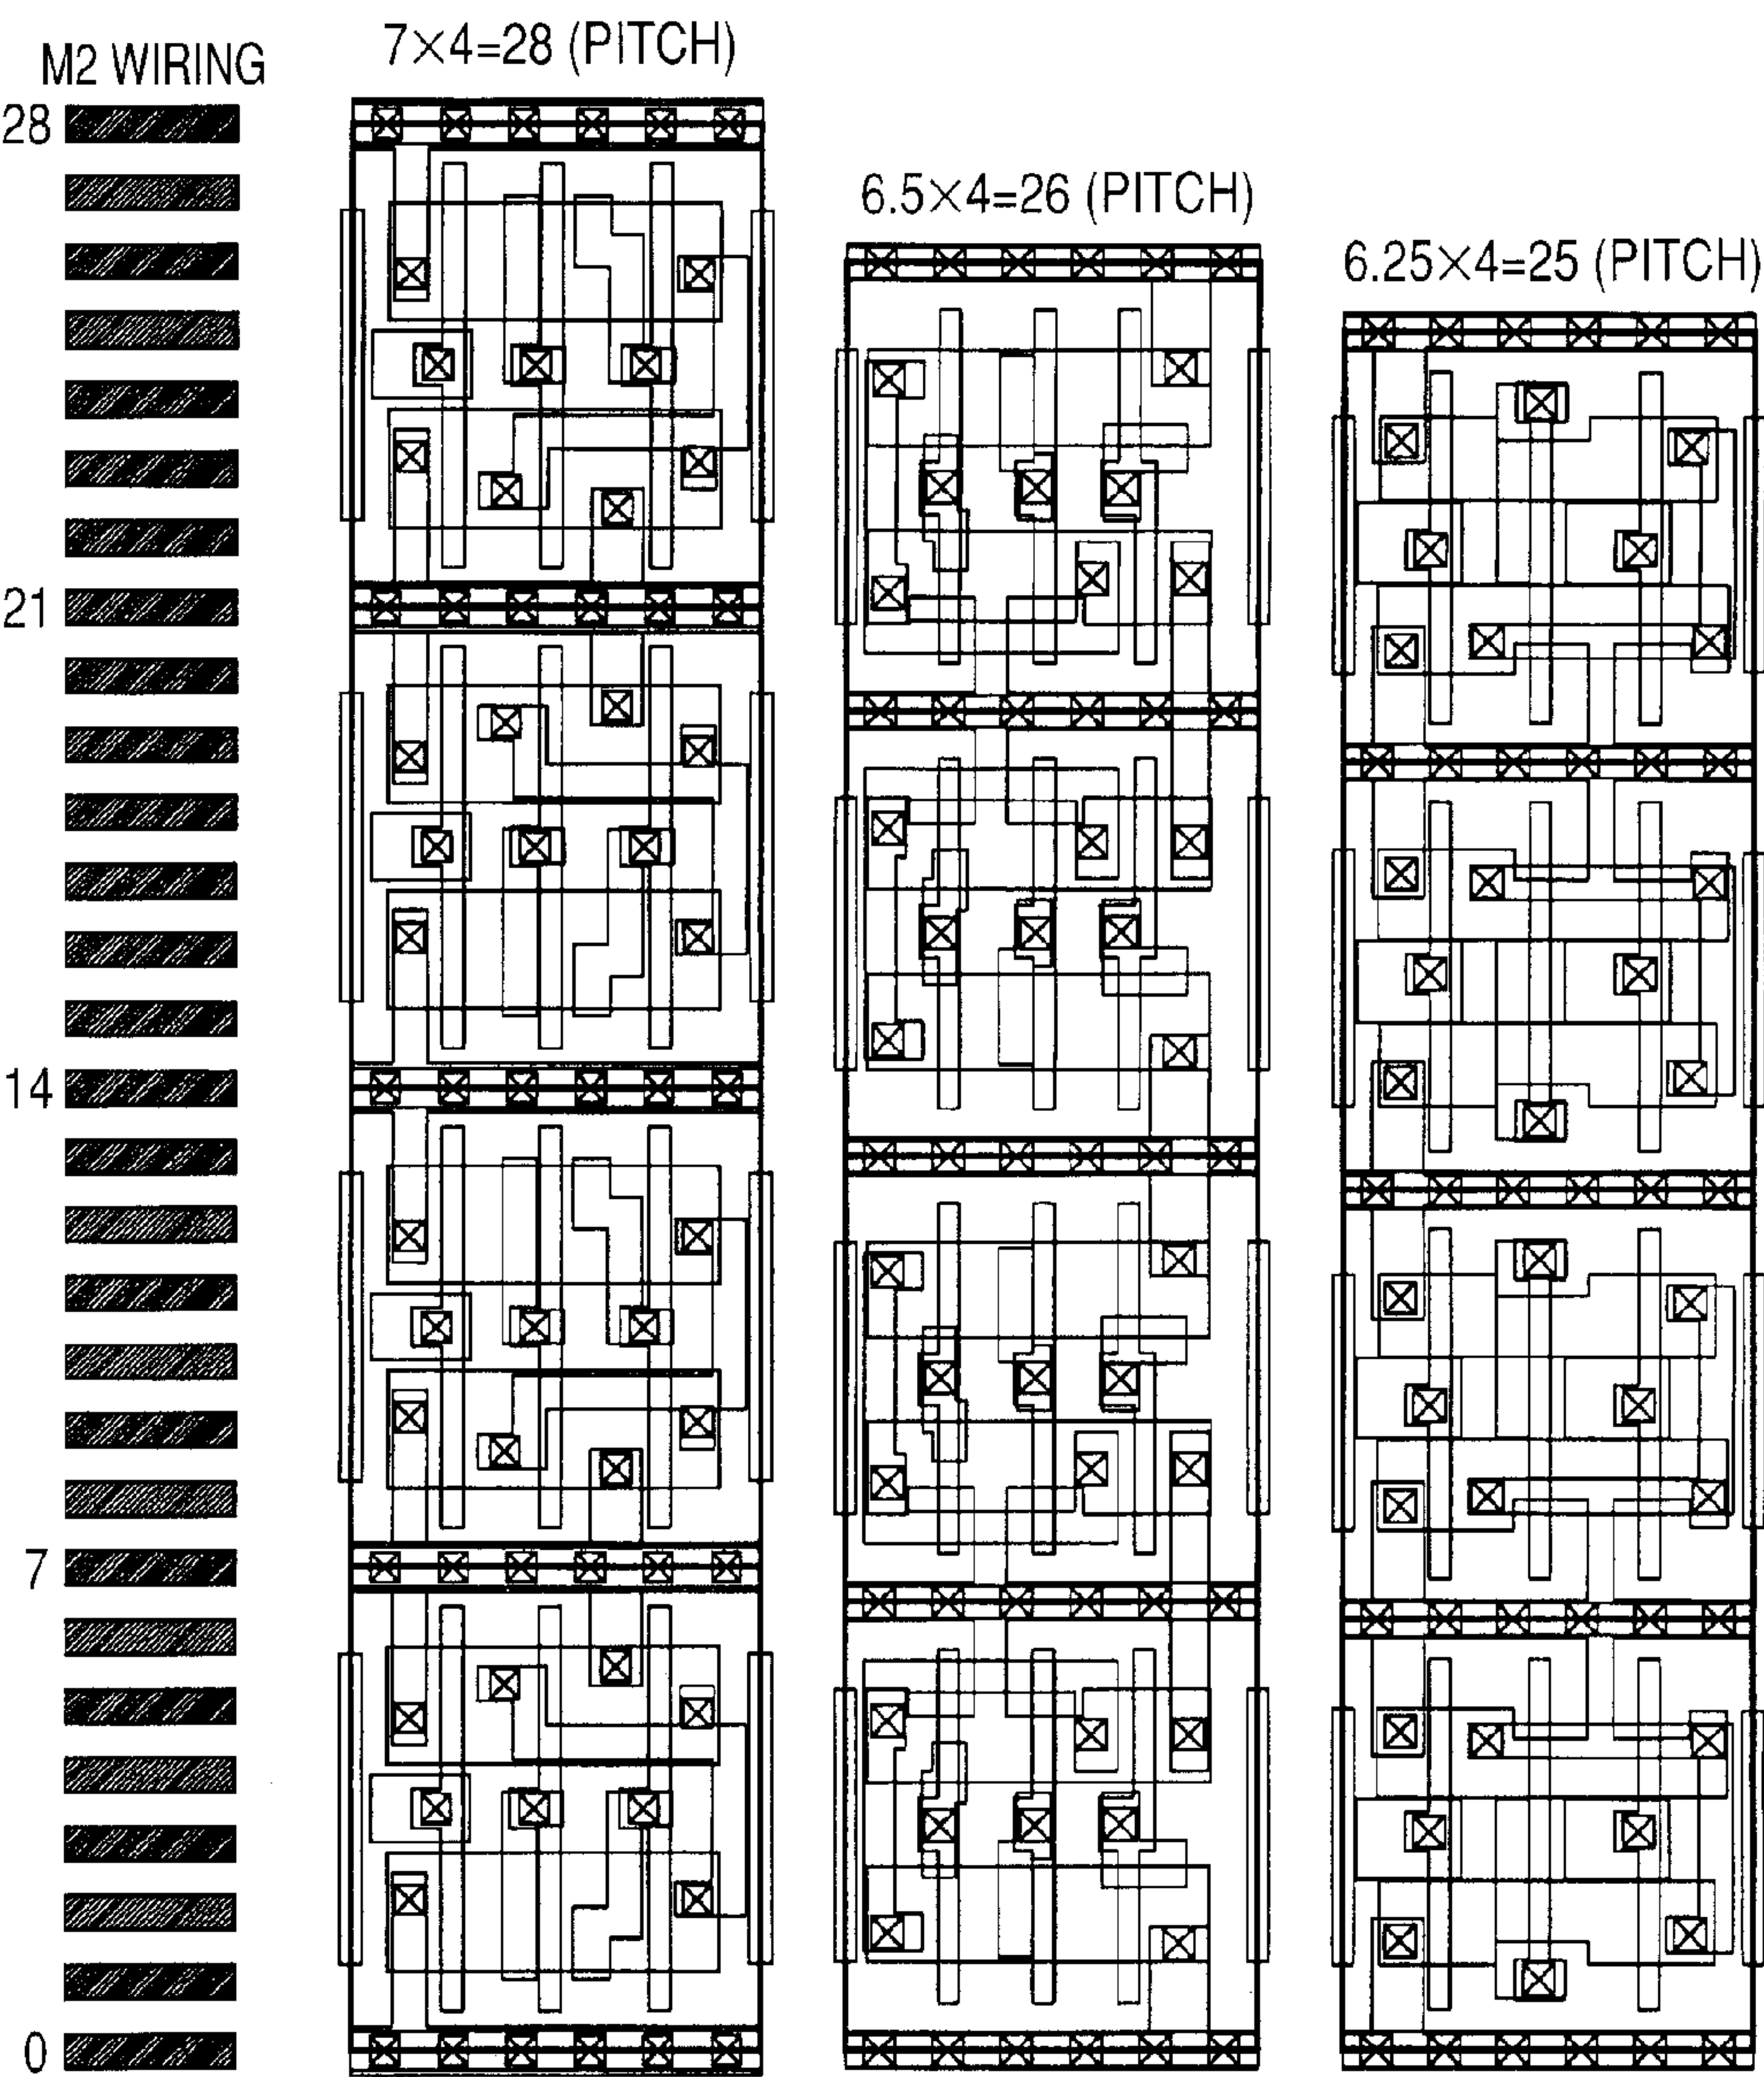 M2 WIRING
7×4=28 (PITCH)
6.5×4=26 (PITCH)
6.25×4=25 (PITCH)
28
21
14
7
0